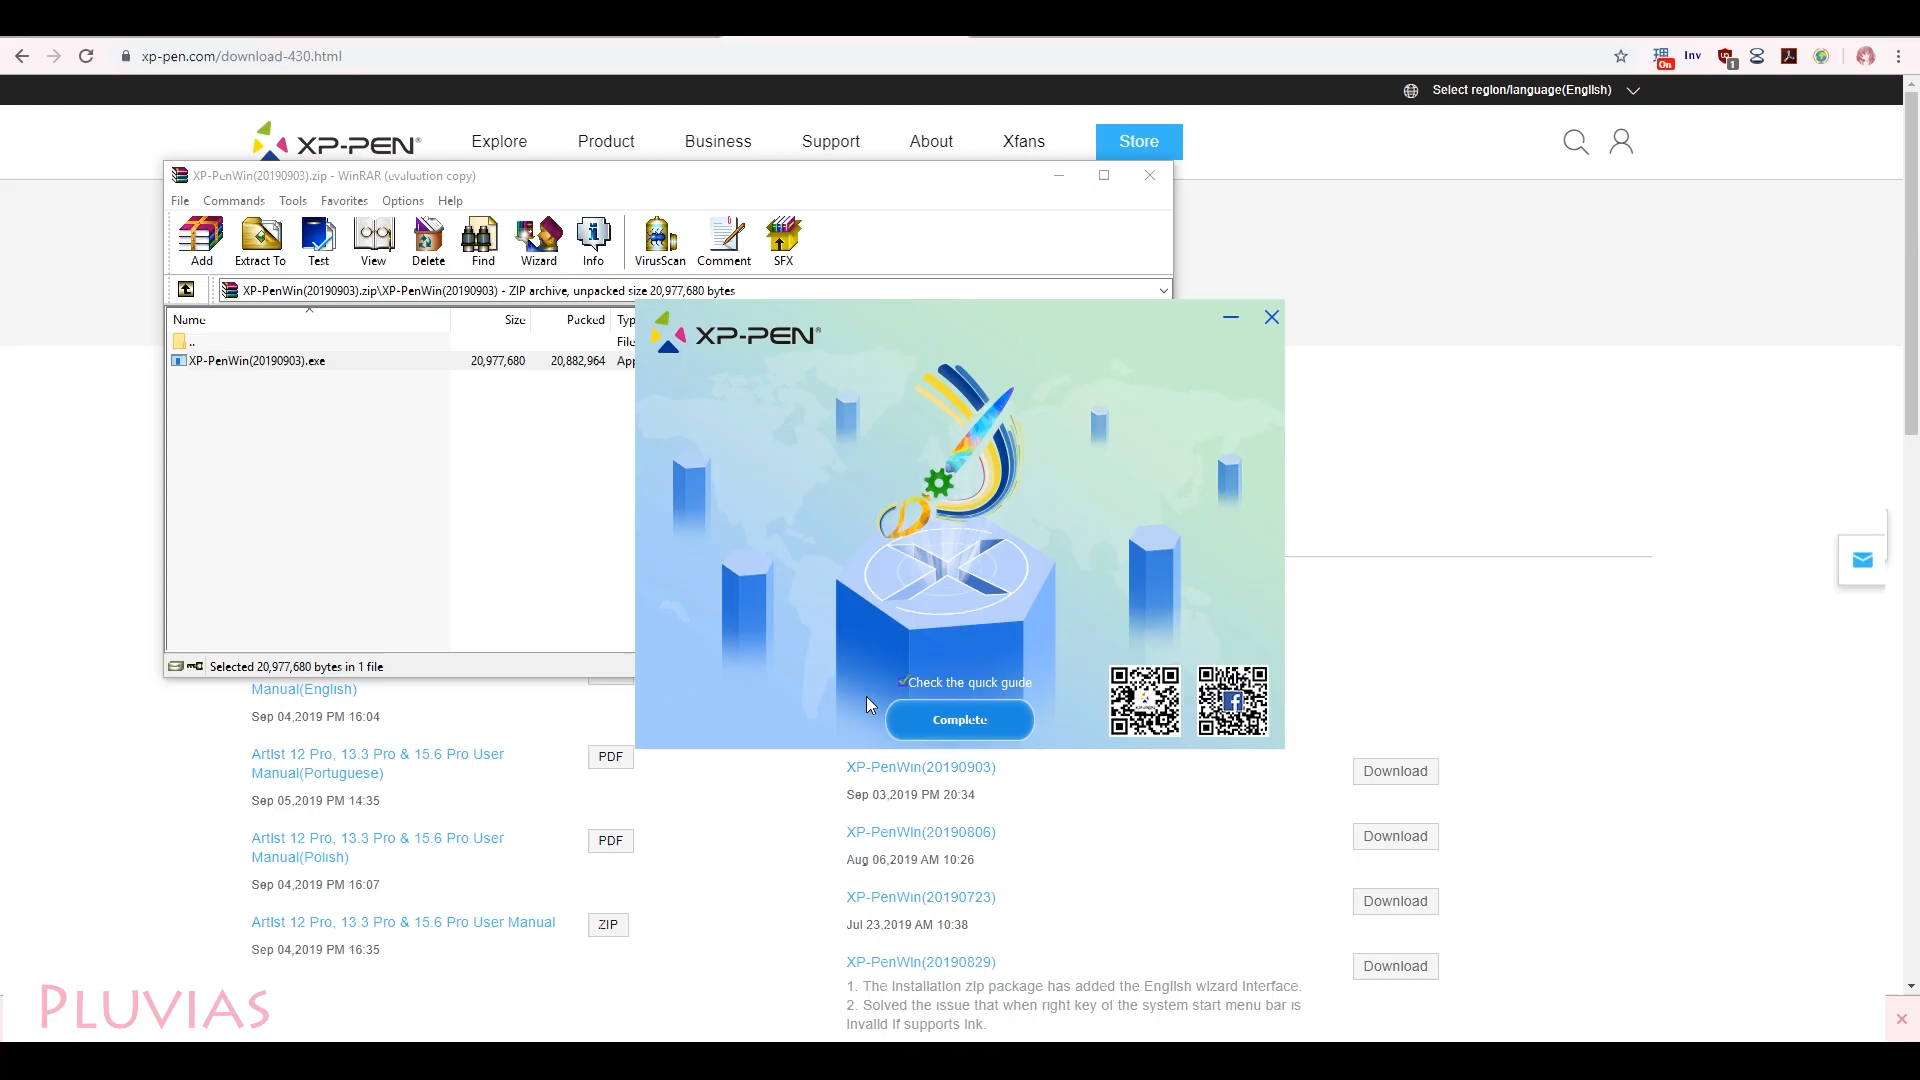 xp-pen.com/download-430.html
On
Inv
1
Select region/language(English)
XP-PEN®
Explore
Product
Business
Support
About
Xfans
Store
XP-PenWin(20190903).zip - WinRAR (evaluation copy)
File
Commands
Tools
Favorites
Options
Help
Add
Extract To
Test
View
Delete
Find
Wizard
Info
VirusScan
Comment
SFX
XP-PenWin(20190903).zip\XP-PenWin(20190903) - ZIP archive, unpacked size 20,977,680 bytes
Name
Size
Packed
Typ
..
File
XP-PenWin(20190903).exe
20,977,680
20,882,964
App
Selected 20,977,680 bytes in 1 file
XP-PEN®
Check the quick guide
Complete
Manual(English)
Sep 04,2019 PM 16:04
Artist 12 Pro, 13.3 Pro & 15.6 Pro User
Manual(Portuguese)
PDF
Sep 05,2019 PM 14:35
Artist 12 Pro, 13.3 Pro & 15.6 Pro User
Manual(Polish)
PDF
Sep 04,2019 PM 16:07
Artist 12 Pro, 13.3 Pro & 15.6 Pro User Manual
ZIP
Sep 04,2019 PM 16:35
XP-PenWin(20190903)
Sep 03,2019 PM 20:34
Download
XP-PenWin(20190806)
Aug 06,2019 AM 10:26
Download
XP-PenWin(20190723)
Jul 23,2019 AM 10:38
Download
XP-PenWin(20190829)
Download
1. The installation zip package has added the English wizard interface.
2. Solved the issue that when right key of the system start menu bar is
invalid if supports Ink.
PLUVIAS